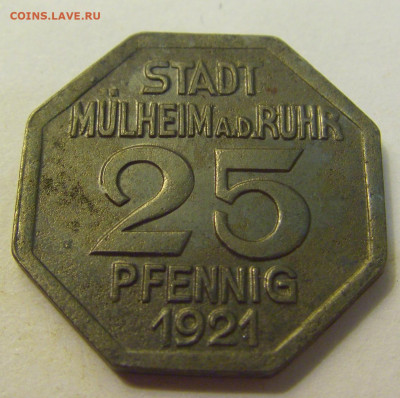 COINS.LAVE.RU
STADT
MÜLHEIM A.D. RUHR
25
PFENNIG
1921